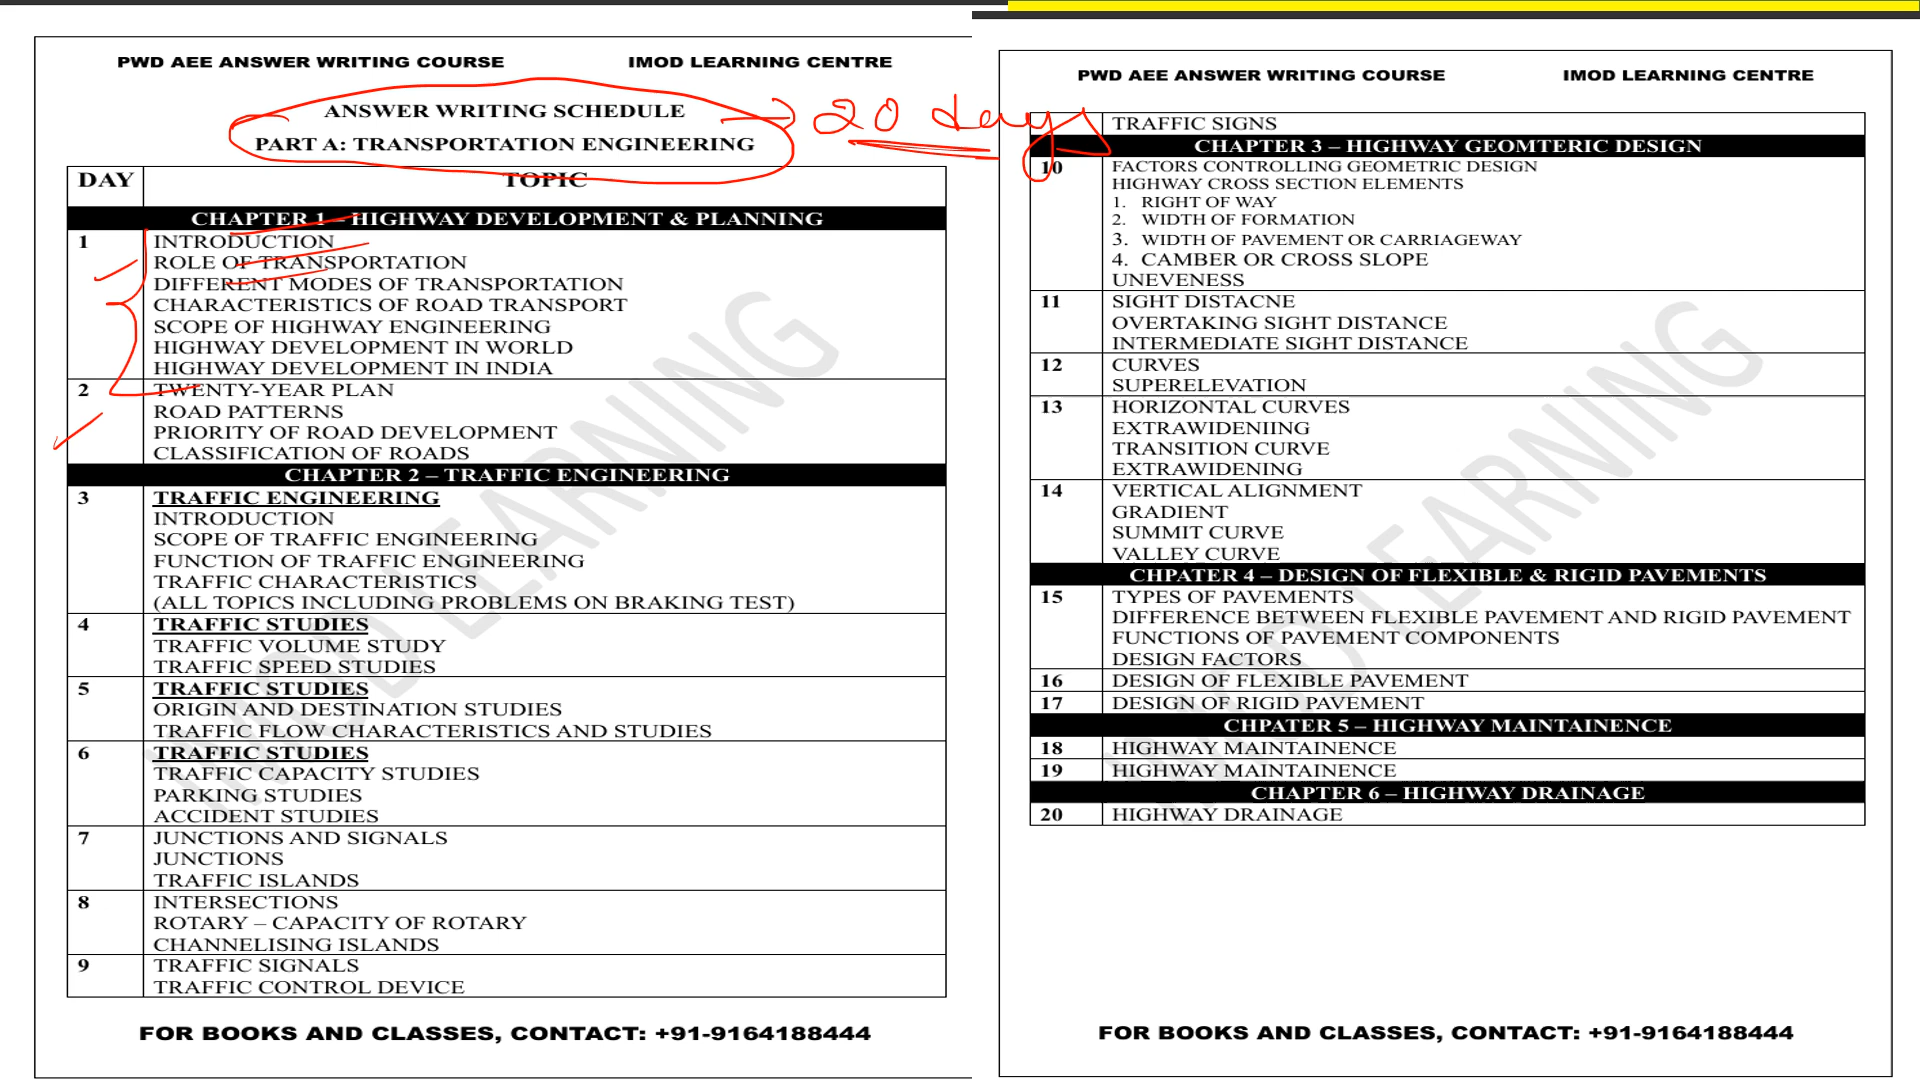 PWD AEE ANSWER WRITING COURSE IMOD LEARNING CENTRE
ANSWER WRITING SCHEDULE
PART A: TRANSPORTATION ENGINEERING
20 days
DAY TOPIC
CHAPTER 1 – HIGHWAY DEVELOPMENT & PLANNING
1 INTRODUCTION
ROLE OF TRANSPORTATION
DIFFERENT MODES OF TRANSPORTATION
CHARACTERISTICS OF ROAD TRANSPORT
SCOPE OF HIGHWAY ENGINEERING
HIGHWAY DEVELOPMENT IN WORLD
HIGHWAY DEVELOPMENT IN INDIA
2 TWENTY-YEAR PLAN
ROAD PATTERNS
PRIORITY OF ROAD DEVELOPMENT
CLASSIFICATION OF ROADS
CHAPTER 2 – TRAFFIC ENGINEERING
3 TRAFFIC ENGINEERING
INTRODUCTION
SCOPE OF TRAFFIC ENGINEERING
FUNCTION OF TRAFFIC ENGINEERING
TRAFFIC CHARACTERISTICS
(ALL TOPICS INCLUDING PROBLEMS ON BRAKING TEST)
4 TRAFFIC STUDIES
TRAFFIC VOLUME STUDY
TRAFFIC SPEED STUDIES
5 TRAFFIC STUDIES
ORIGIN AND DESTINATION STUDIES
TRAFFIC FLOW CHARACTERISTICS AND STUDIES
6 TRAFFIC STUDIES
TRAFFIC CAPACITY STUDIES
PARKING STUDIES
ACCIDENT STUDIES
7 JUNCTIONS AND SIGNALS
JUNCTIONS
TRAFFIC ISLANDS
8 INTERSECTIONS
ROTARY – CAPACITY OF ROTARY
CHANNELISING ISLANDS
9 TRAFFIC SIGNALS
TRAFFIC CONTROL DEVICE
IMOD LEARNING
FOR BOOKS AND CLASSES, CONTACT: +91-9164188444
PWD AEE ANSWER WRITING COURSE IMOD LEARNING CENTRE
TRAFFIC SIGNS
CHAPTER 3 – HIGHWAY GEOMTERIC DESIGN
10 FACTORS CONTROLLING GEOMETRIC DESIGN
HIGHWAY CROSS SECTION ELEMENTS
1. RIGHT OF WAY
2. WIDTH OF FORMATION
3. WIDTH OF PAVEMENT OR CARRIAGEWAY
4. CAMBER OR CROSS SLOPE
UNEVENESS
11 SIGHT DISTACNE
OVERTAKING SIGHT DISTANCE
INTERMEDIATE SIGHT DISTANCE
12 CURVES
SUPERELEVATION
13 HORIZONTAL CURVES
EXTRAWIDENIING
TRANSITION CURVE
EXTRAWIDENING
14 VERTICAL ALIGNMENT
GRADIENT
SUMMIT CURVE
VALLEY CURVE
CHPATER 4 – DESIGN OF FLEXIBLE & RIGID PAVEMENTS
15 TYPES OF PAVEMENTS
DIFFERENCE BETWEEN FLEXIBLE PAVEMENT AND RIGID PAVEMENT
FUNCTIONS OF PAVEMENT COMPONENTS
DESIGN FACTORS
16 DESIGN OF FLEXIBLE PAVEMENT
17 DESIGN OF RIGID PAVEMENT
CHPATER 5 – HIGHWAY MAINTAINENCE
18 HIGHWAY MAINTAINENCE
19 HIGHWAY MAINTAINENCE
CHAPTER 6 – HIGHWAY DRAINAGE
20 HIGHWAY DRAINAGE
IMOD LEARNING
FOR BOOKS AND CLASSES, CONTACT: +91-9164188444